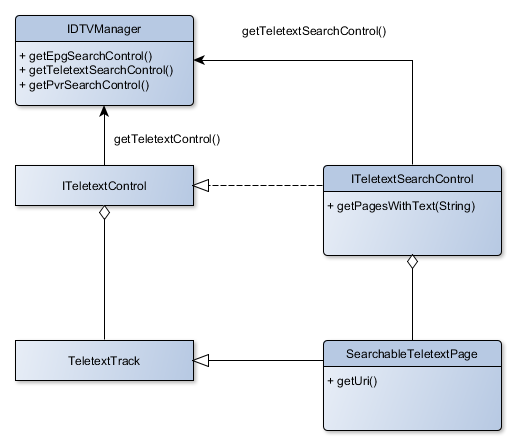 IDTVManager
+ getEpgSearchControl()
+ getTeletextSearchControl()
+ getPvrSearchControl()
getTeletextSearchControl()
getTeletextControl()
ITeletextControl
ITeletextSearchControl
+ getPagesWithText(String)
TeletextTrack
SearchableTeletextPage
+ getUri()